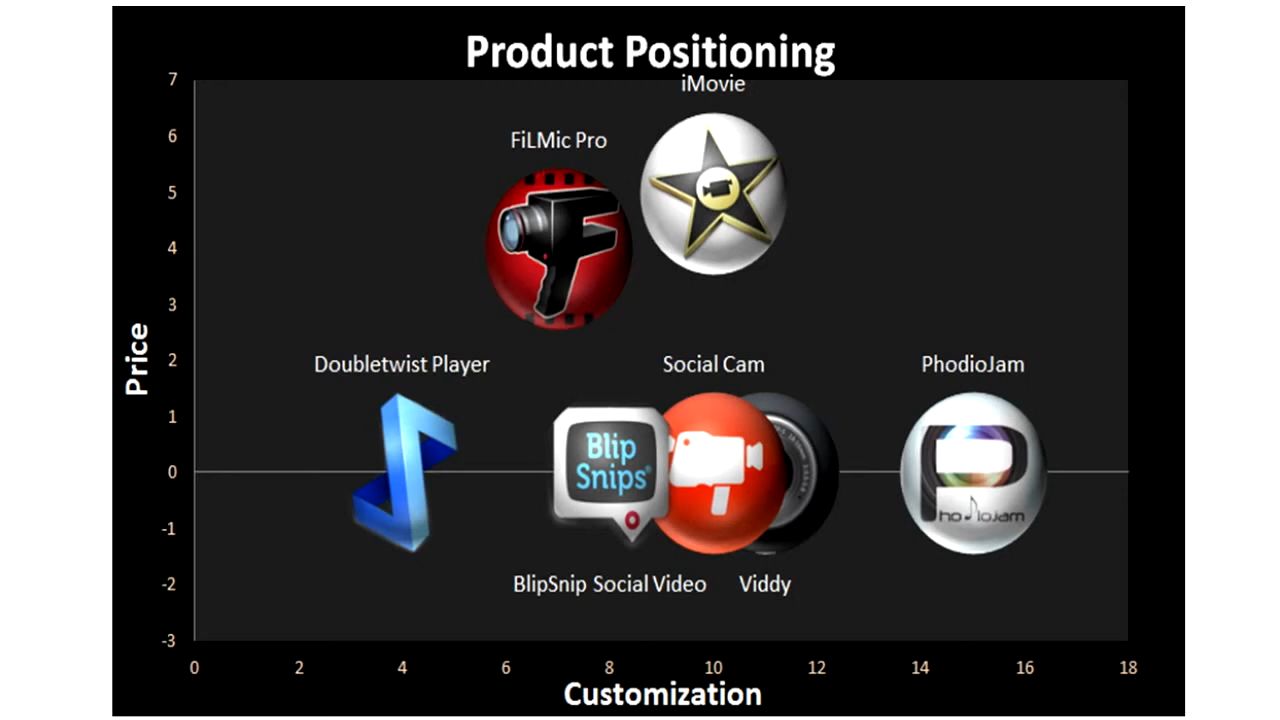 Product Positioning
7
iMovie
6
FiLMic Pro
5
4
3
Price
2
Doubletwist Player
Social Cam
PhodioJam
1
Blip
Snips®
0
PhodioJam
-1
-2
BlipSnip Social Video
Viddy
-3
0 2 4 6 8 10 12 14 16 18
Customization